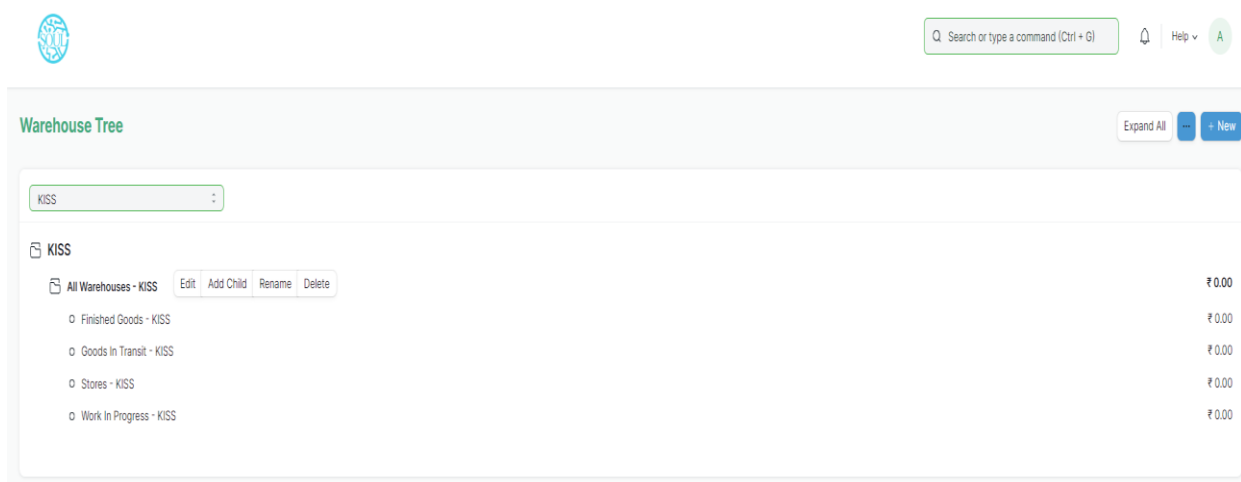 SOUL
Search or type a command (Ctrl + G)
Help
A
Warehouse Tree
Expand All
...
+ New
KISS
KISS
All Warehouses - KISS Edit Add Child Rename Delete ₹ 0.00
Finished Goods - KISS ₹ 0.00
Goods In Transit - KISS ₹ 0.00
Stores - KISS ₹ 0.00
Work In Progress - KISS ₹ 0.00